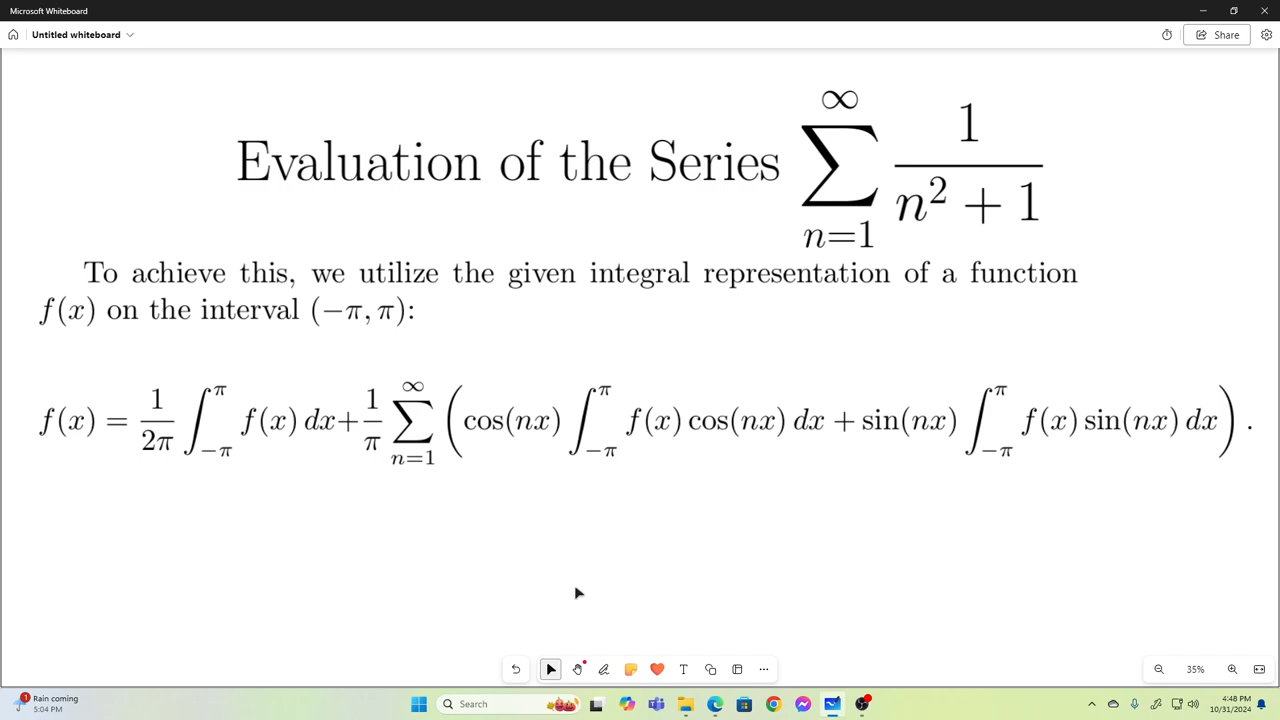 Microsoft Whiteboard
Untitled whiteboard
Share
Evaluation of the Series ∑_{n=1}^{∞} 1/(n² + 1)
To achieve this, we utilize the given integral representation of a function
f(x) on the interval (−π, π):
f(x) = 1/(2π) ∫_{−π}^{π} f(x) dx + 1/π ∑_{n=1}^{∞} ( cos(nx) ∫_{−π}^{π} f(x) cos(nx) dx + sin(nx) ∫_{−π}^{π} f(x) sin(nx) dx ) .
35%
1
Rain coming
5:04 PM
Search
4:48 PM
10/31/2024